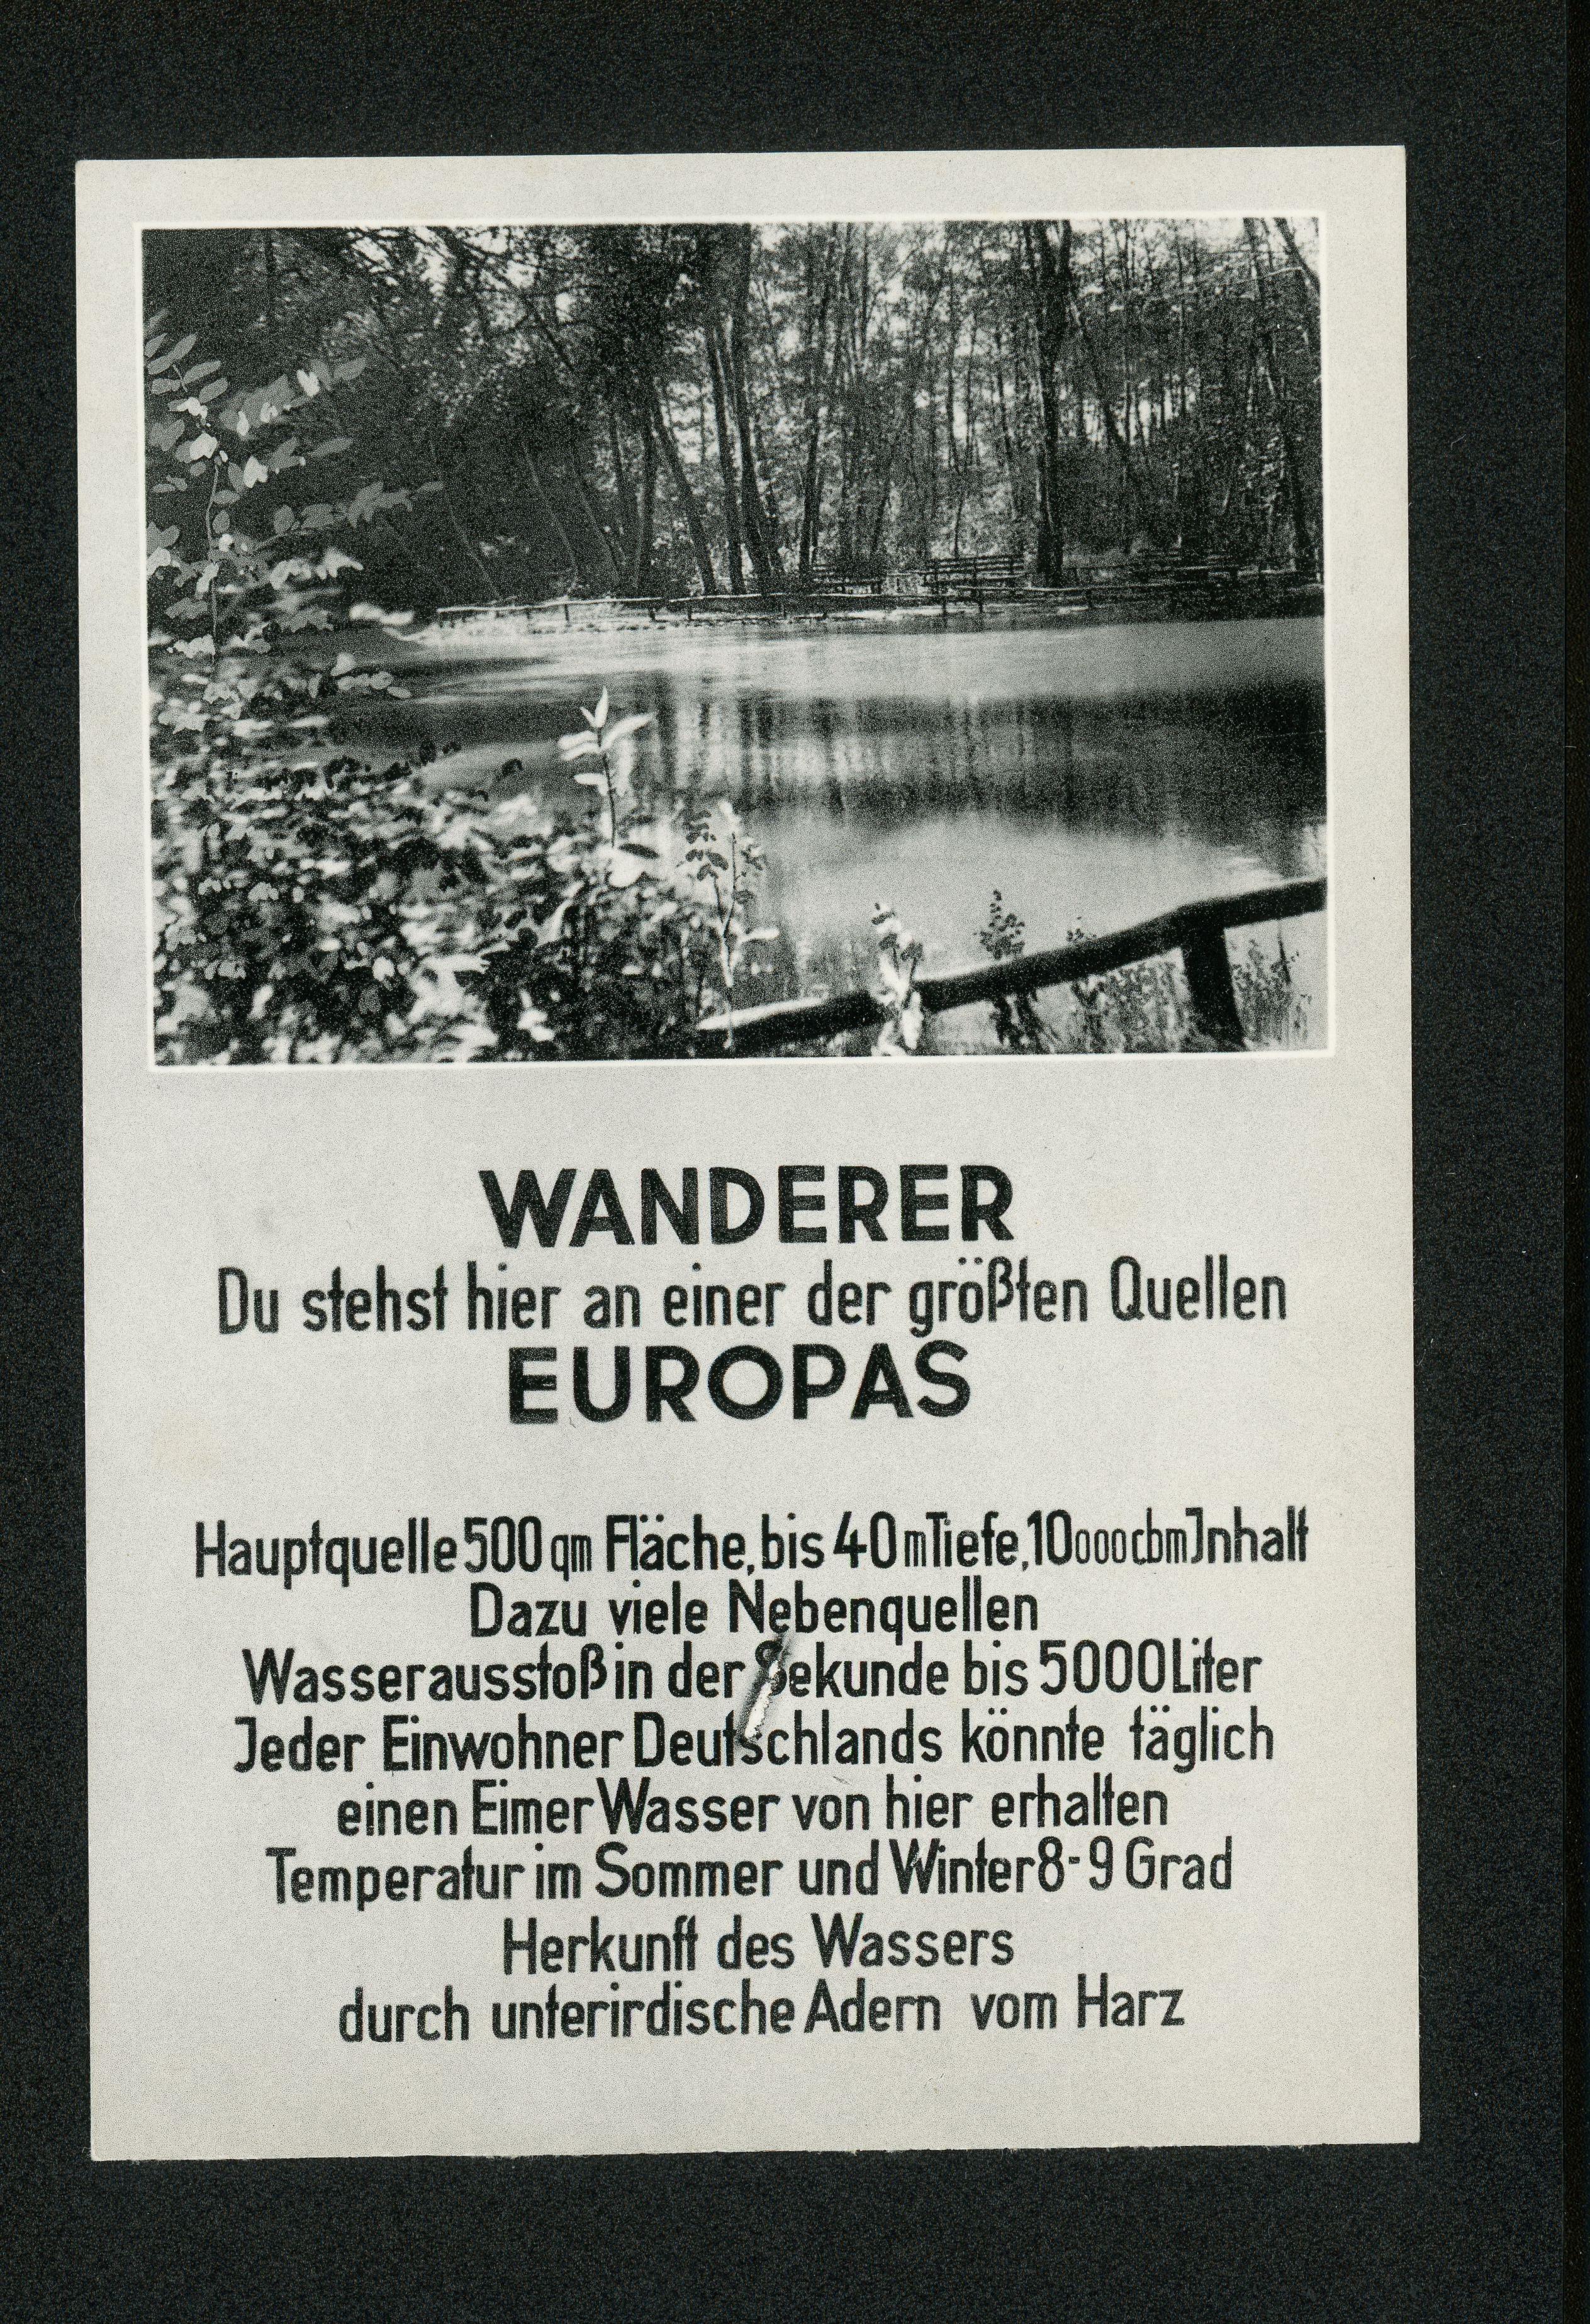 WANDERER
Du stehst hier an einer der größten Quellen
EUROPAS
Hauptquelle 500 qm Fläche, bis 40 m Tiefe, 10000 cbm Jnhalt
Dazu viele Nebenquellen
Wasserausstoß in der Sekunde bis 5000 Liter
Jeder Einwohner Deutschlands könnte täglich
einen Eimer Wasser von hier erhalten
Temperatur im Sommer und Winter 8-9 Grad
Herkunft des Wassers
durch unterirdische Adern vom Harz